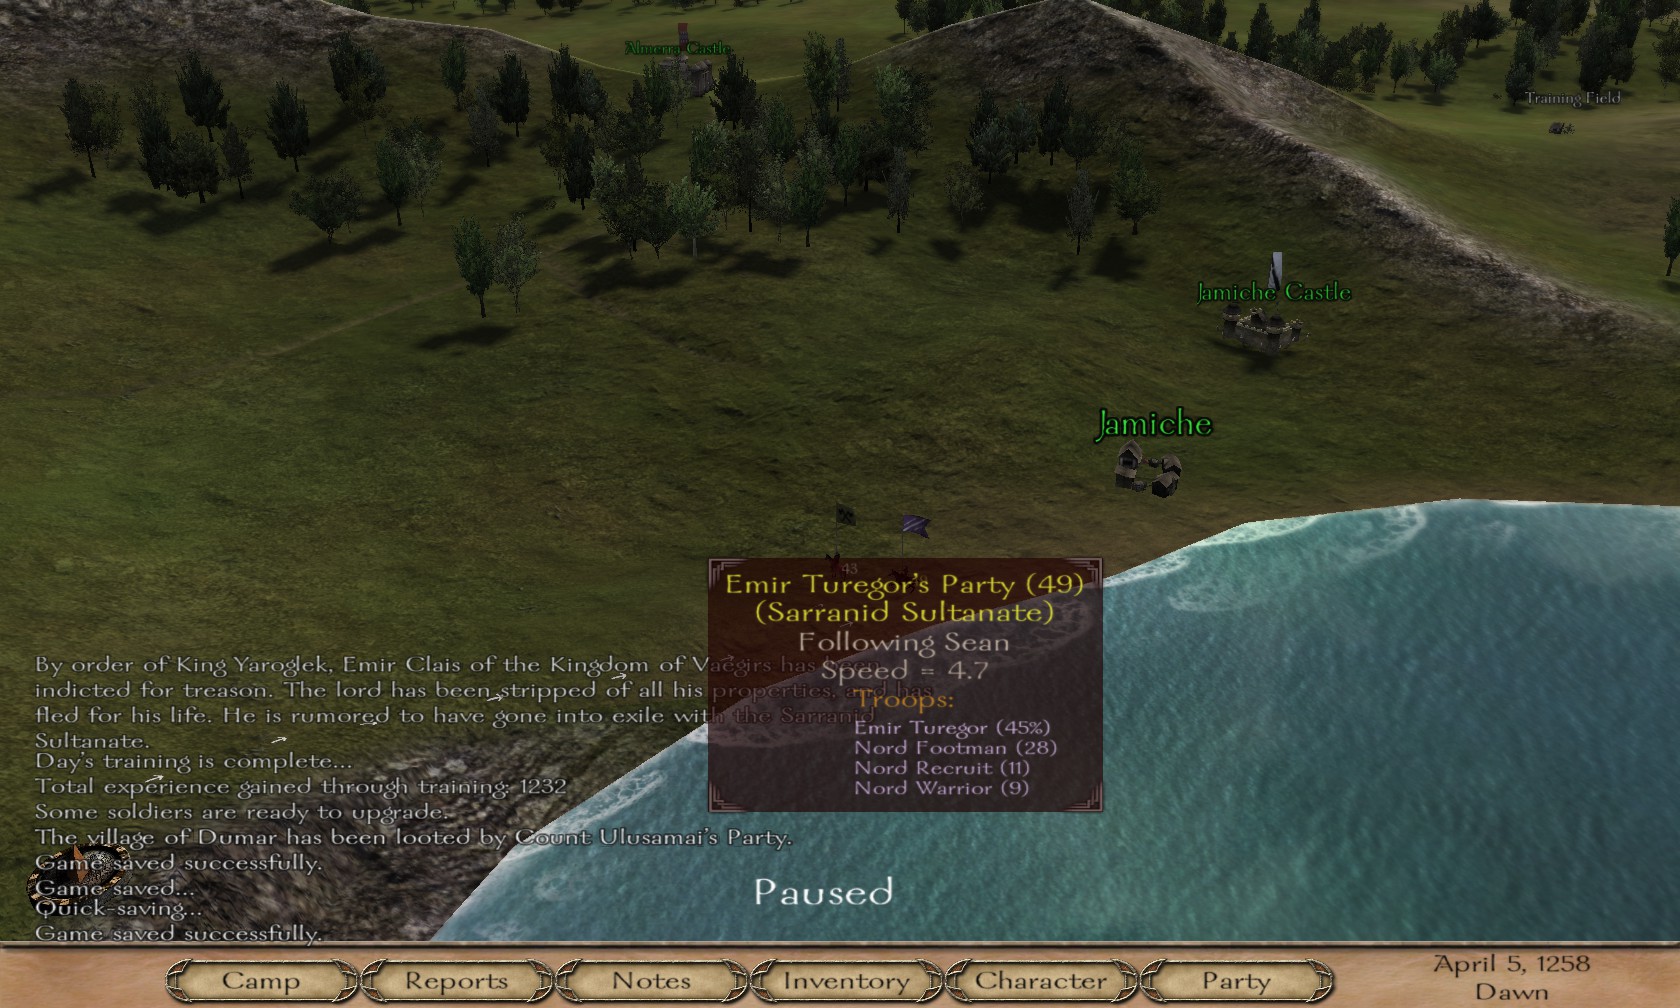 Almerra Castle
Training Field
Jamiche Castle
Jamiche
43
Emir Turegor's Party (49)
(Sarranid Sultanate)
Following Sean
Speed = 4.7
Troops:
Emir Turegor (45%)
Nord Footman (28)
Nord Recruit (11)
Nord Warrior (9)
By order of King Yaroglek, Emir Clais of the Kingdom of Vaegirs has been
indicted for treason. The lord has been stripped of all his properties, and has
fled for his life. He is rumored to have gone into exile with the Sarranid
Sultanate.
Day's training is complete...
Total experience gained through training: 1232
Some soldiers are ready to upgrade.
The village of Dumar has been looted by Count Ulusamai's Party.
Game saved successfully.
Game saved...
Quick-saving...
Game saved successfully.
Paused
Camp
Reports
Notes
Inventory
Character
Party
April 5, 1258
Dawn